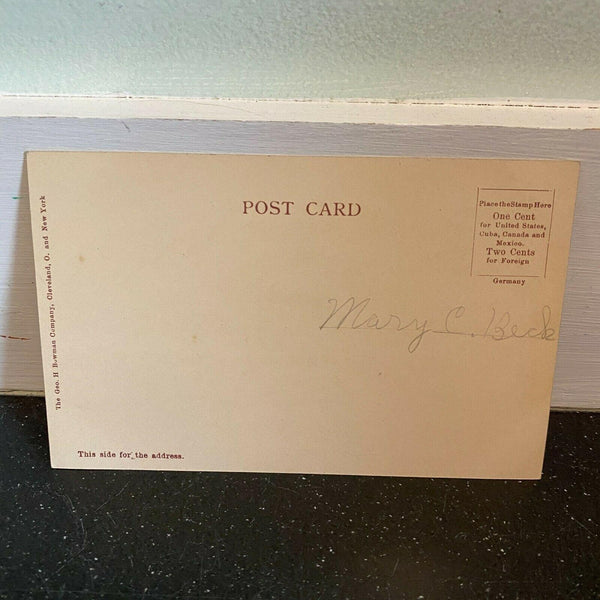 POST CARD
Place the Stamp Here
One Cent
for United States,
Cuba, Canada and
Mexico.
Two Cents
for Foreign
Germany
The Geo. H Bowman Company, Cleveland, O. and New York
Mary C. Beck
This side for the address.